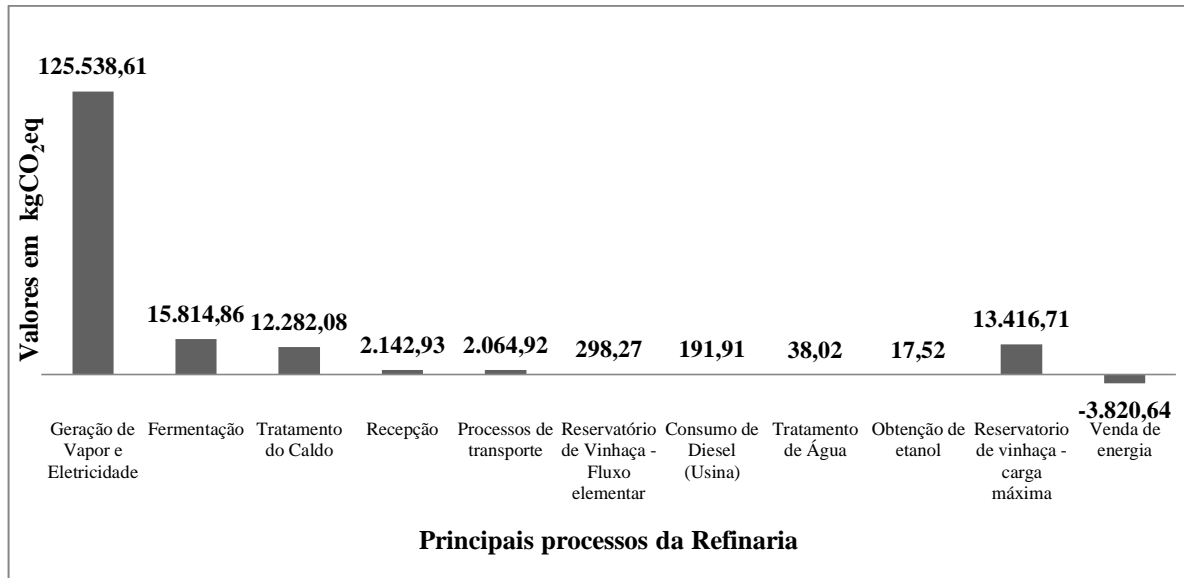 Valores em kgCO₂eq
125.538,61
15.814,86
12.282,08
2.142,93
2.064,92
298,27
191,91
38,02
17,52
13.416,71
-3.820,64
Geração de
Vapor e
Eletricidade
Fermentação
Tratamento
do Caldo
Recepção
Processos de
transporte
Reservatório
de Vinhaça -
Fluxo
elementar
Consumo de
Diesel
(Usina)
Tratamento
de Água
Obtenção de
etanol
Reservatorio
de vinhaça -
carga
máxima
Venda de
energia
Principais processos da Refinaria